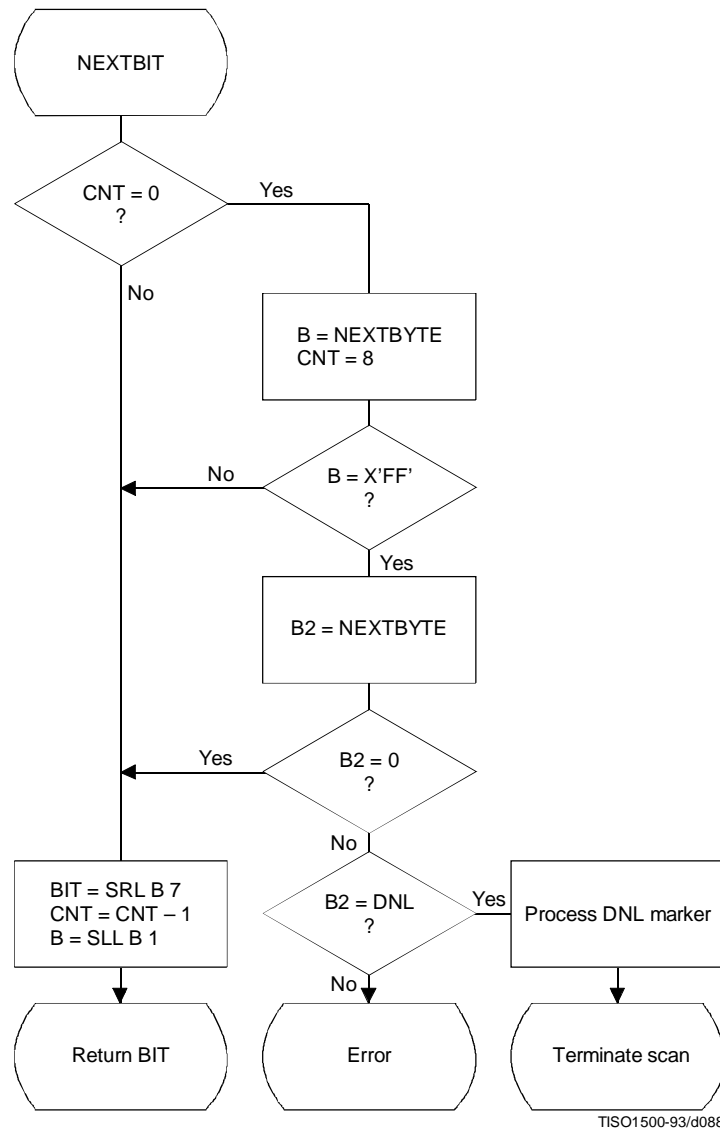 NEXTBIT
CNT = 0
?
Yes
No
B = NEXTBYTE
CNT = 8
No
B = X'FF'
?
Yes
B2 = NEXTBYTE
Yes
B2 = 0
?
No
BIT = SRL B 7
CNT = CNT – 1
B = SLL B 1
B2 = DNL
?
Yes
Process DNL marker
No
Return BIT
Error
Terminate scan
TISO1500-93/d088